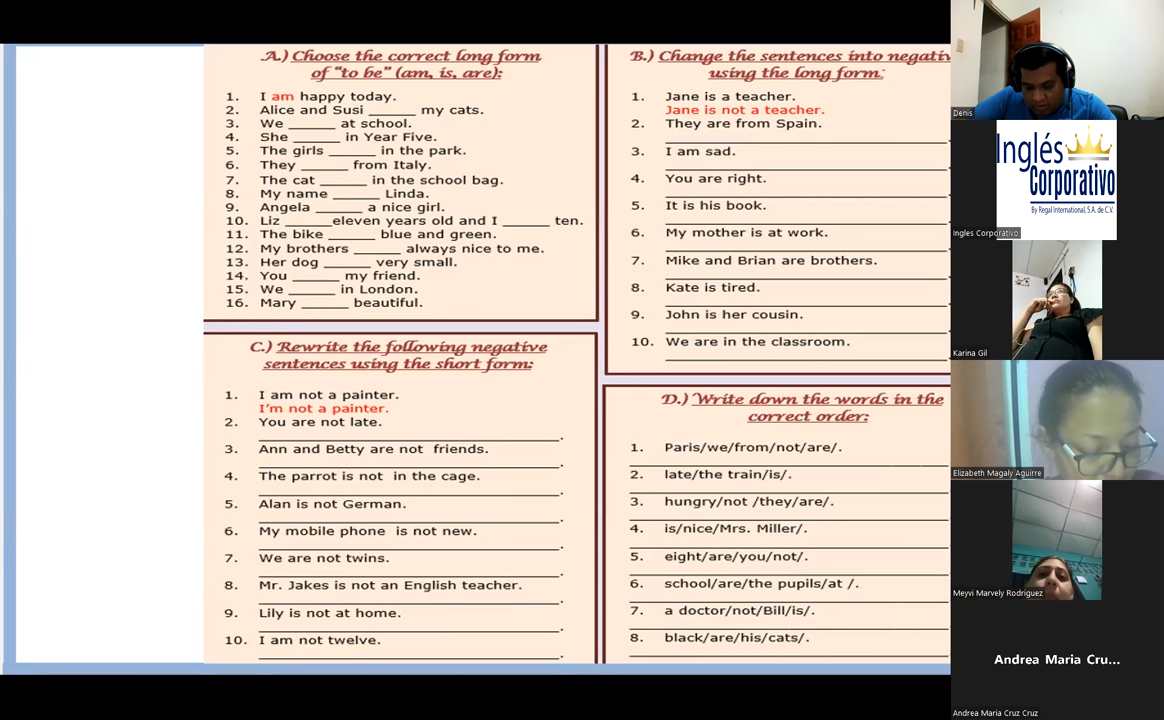 A.) Choose the correct long form
of "to be" (am, is, are):
1. I am happy today.
2. Alice and Susi ______ my cats.
3. We ______ at school.
4. She ______ in Year Five.
5. The girls ______ in the park.
6. They ______ from Italy.
7. The cat ______ in the school bag.
8. My name ______ Linda.
9. Angela ______ a nice girl.
10. Liz ______eleven years old and I ______ ten.
11. The bike ______ blue and green.
12. My brothers ______ always nice to me.
13. Her dog ______ very small.
14. You ______ my friend.
15. We ______ in London.
16. Mary ______ beautiful.
B.) Change the sentences into negativ
using the long form:
1. Jane is a teacher.
Jane is not a teacher.
2. They are from Spain.
3. I am sad.
4. You are right.
5. It is his book.
6. My mother is at work.
7. Mike and Brian are brothers.
8. Kate is tired.
9. John is her cousin.
10. We are in the classroom.
C.) Rewrite the following negative
sentences using the short form:
1. I am not a painter.
I'm not a painter.
2. You are not late.
3. Ann and Betty are not friends.
4. The parrot is not in the cage.
5. Alan is not German.
6. My mobile phone is not new.
7. We are not twins.
8. Mr. Jakes is not an English teacher.
9. Lily is not at home.
10. I am not twelve.
D.) Write down the words in the
correct order:
1. Paris/we/from/not/are/.
2. late/the train/is/.
3. hungry/not /they/are/.
4. is/nice/Mrs. Miller/.
5. eight/are/you/not/.
6. school/are/the pupils/at /.
7. a doctor/not/Bill/is/.
8. black/are/his/cats/.
Denis
Inglés
Corporativo
By Regal International, S.A. de C.V.
Ingles Corporativo
Karina Gil
Elizabeth Magaly Aguirre
Meyvi Marvely Rodriguez
Andrea Maria Cru...
Andrea Maria Cruz Cruz